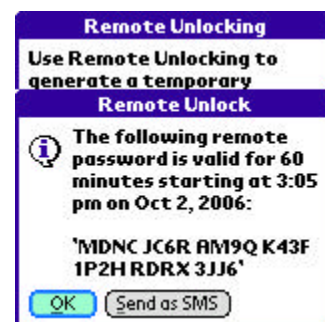 Remote Unlocking
Use Remote Unlocking to
generate a temporary
Remote Unlock
The following remote
password is valid for 60
minutes starting at 3:05
pm on Oct 2, 2006:
'MDNC JC6R AM9Q K43F
1P2H RDRX 3JJ6'
OK
Send as SMS